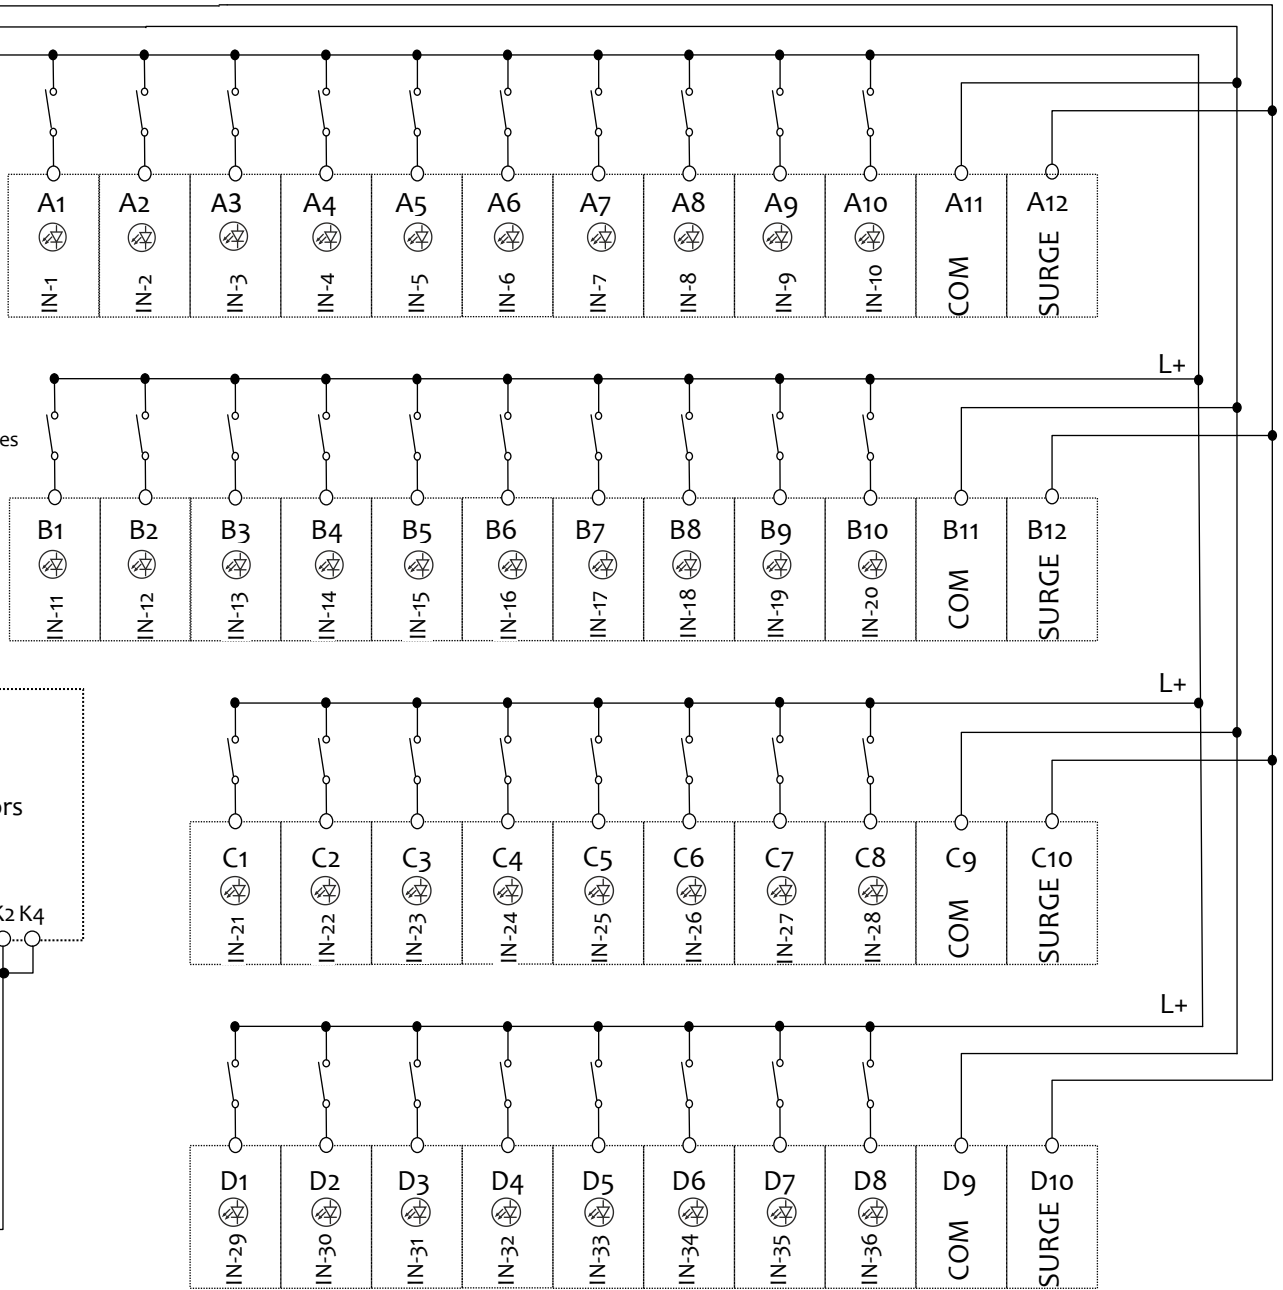 A1 A2 A3 A4 A5 A6 A7 A8 A9 A10 A11 A12
IN-1 IN-2 IN-3 IN-4 IN-5 IN-6 IN-7 IN-8 IN-9 IN-10 COM SURGE
L+
es
B1 B2 B3 B4 B5 B6 B7 B8 B9 B10 B11 B12
IN-11 IN-12 IN-13 IN-14 IN-15 IN-16 IN-17 IN-18 IN-19 IN-20 COM SURGE
L+
ors
C1 C2 C3 C4 C5 C6 C7 C8 C9 C10
K2 K4
IN-21 IN-22 IN-23 IN-24 IN-25 IN-26 IN-27 IN-28 COM SURGE
L+
D1 D2 D3 D4 D5 D6 D7 D8 D9 D10
IN-29 IN-30 IN-31 IN-32 IN-33 IN-34 IN-35 IN-36 COM SURGE